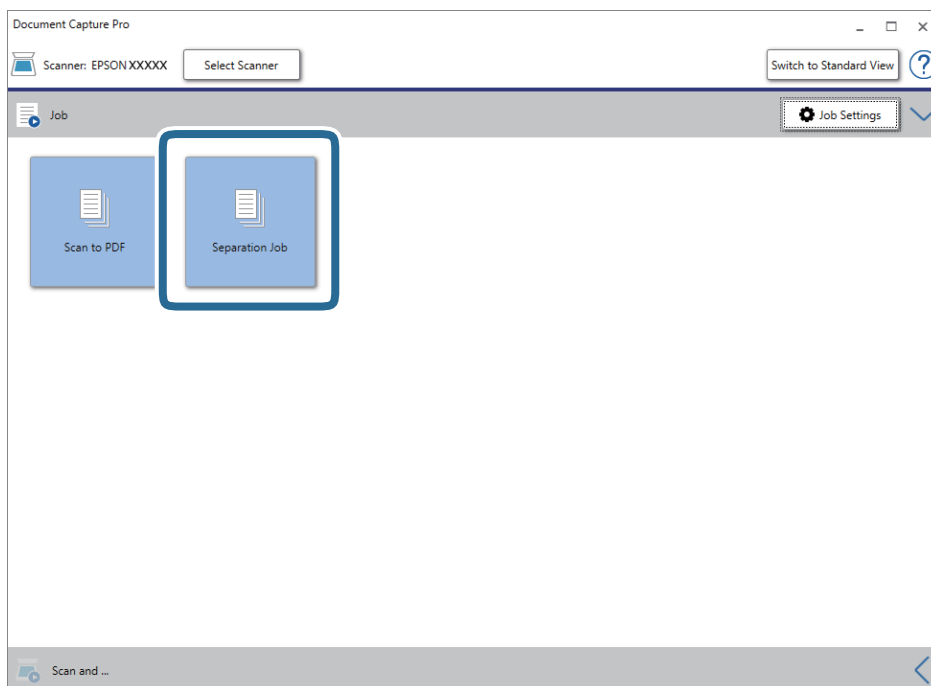 Document Capture Pro
Scanner: EPSON XXXXX
Select Scanner
Switch to Standard View
?
Job
Job Settings
Scan to PDF
Separation Job
Scan and ...